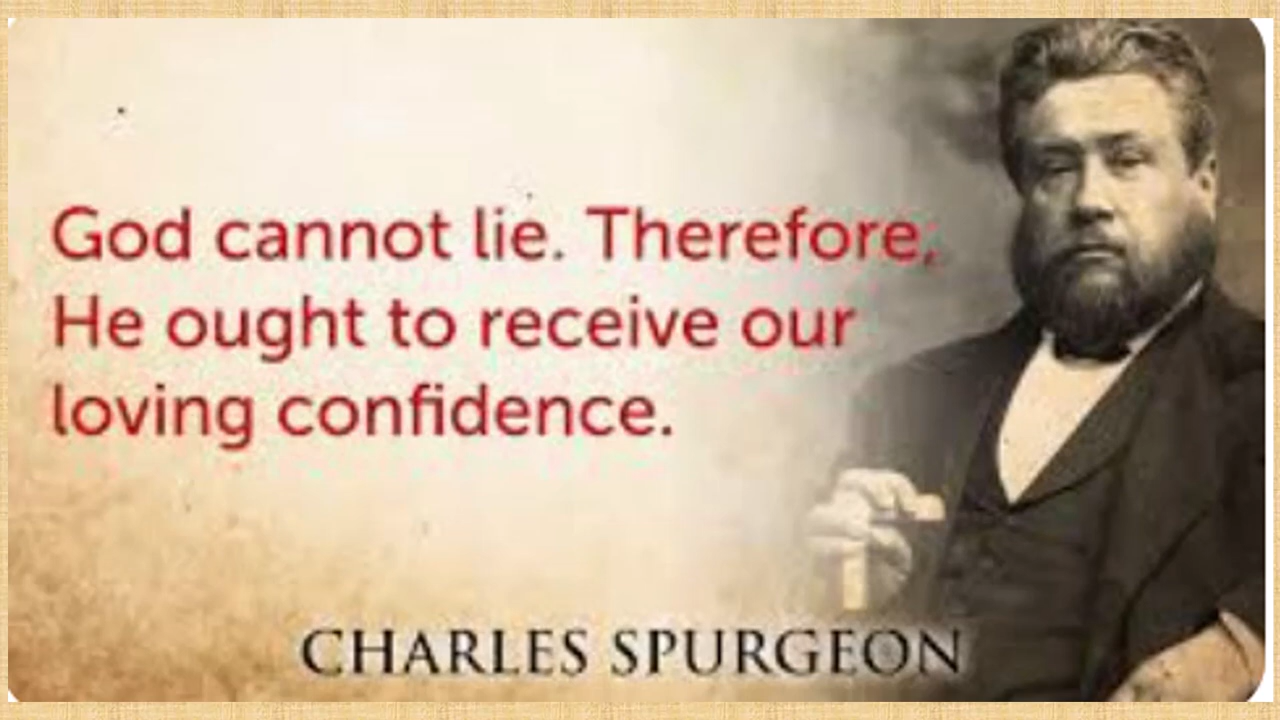 God cannot lie. Therefore,
He ought to receive our
loving confidence.
CHARLES SPURGEON